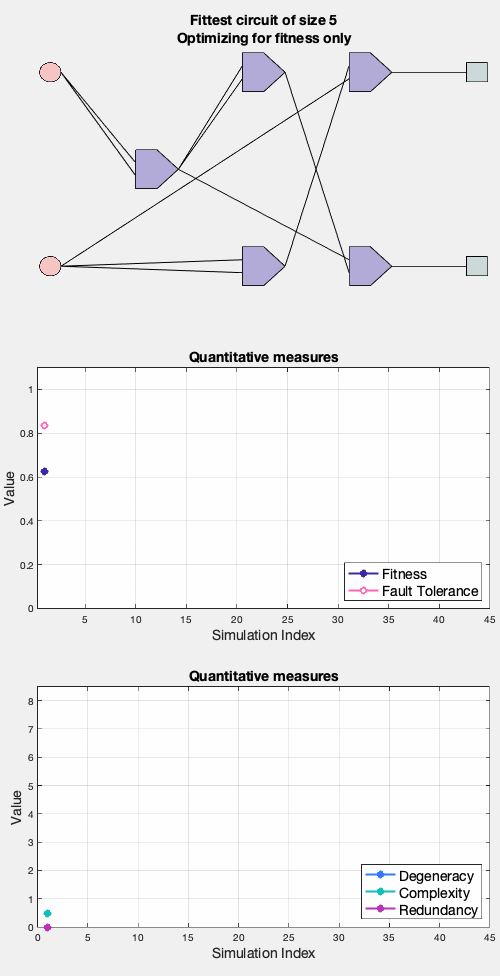 Fittest circuit of size 5
Optimizing for fitness only
Quantitative measures
1
0.8
0.6
0.4
0.2
0
Value
Fitness
Fault Tolerance
5 10 15 20 25 30 35 40 45
Simulation Index
Quantitative measures
8
7
6
5
4
3
2
1
0
Value
Degeneracy
Complexity
Redundancy
0 5 10 15 20 25 30 35 40 45
Simulation Index